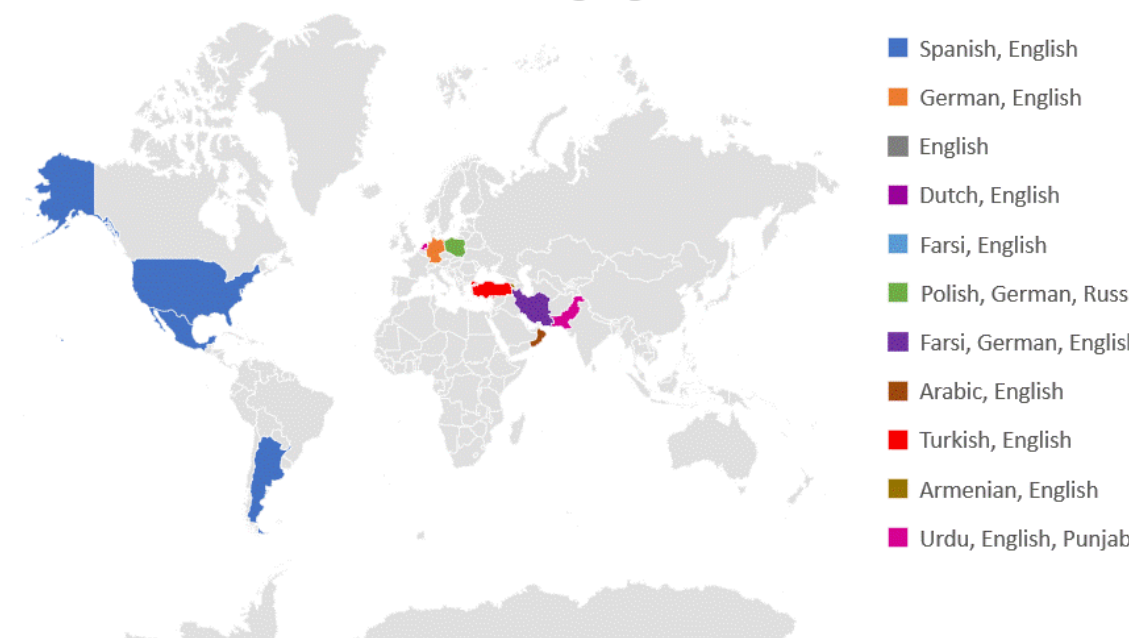 Spanish, English
German, English
English
Dutch, English
Farsi, English
Polish, German, Russ
Farsi, German, English
Arabic, English
Turkish, English
Armenian, English
Urdu, English, Punjab